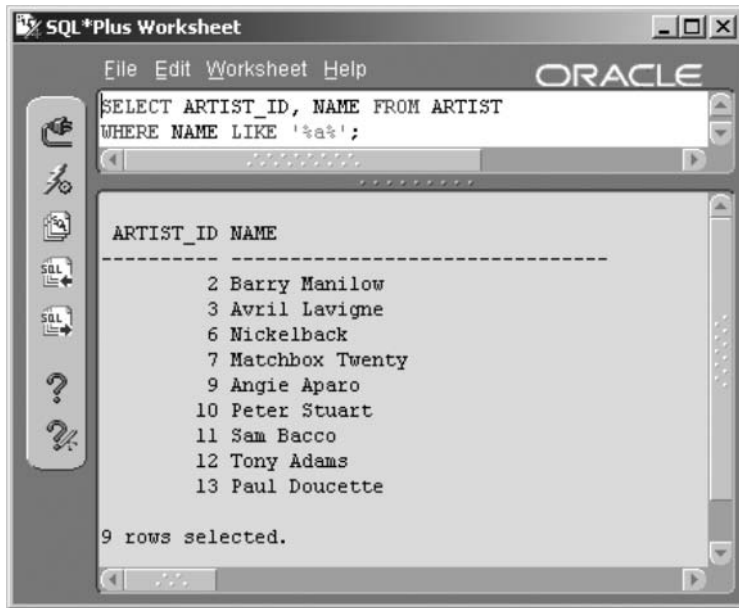 SQL*Plus Worksheet
File Edit Worksheet Help
ORACLE
SELECT ARTIST_ID, NAME FROM ARTIST
WHERE NAME LIKE '%a%';
ARTIST_ID NAME
---------- --------------------------------
2 Barry Manilow
3 Avril Lavigne
6 Nickelback
7 Matchbox Twenty
9 Angie Aparo
10 Peter Stuart
11 Sam Bacco
12 Tony Adams
13 Paul Doucette
9 rows selected.
SQL
SQL